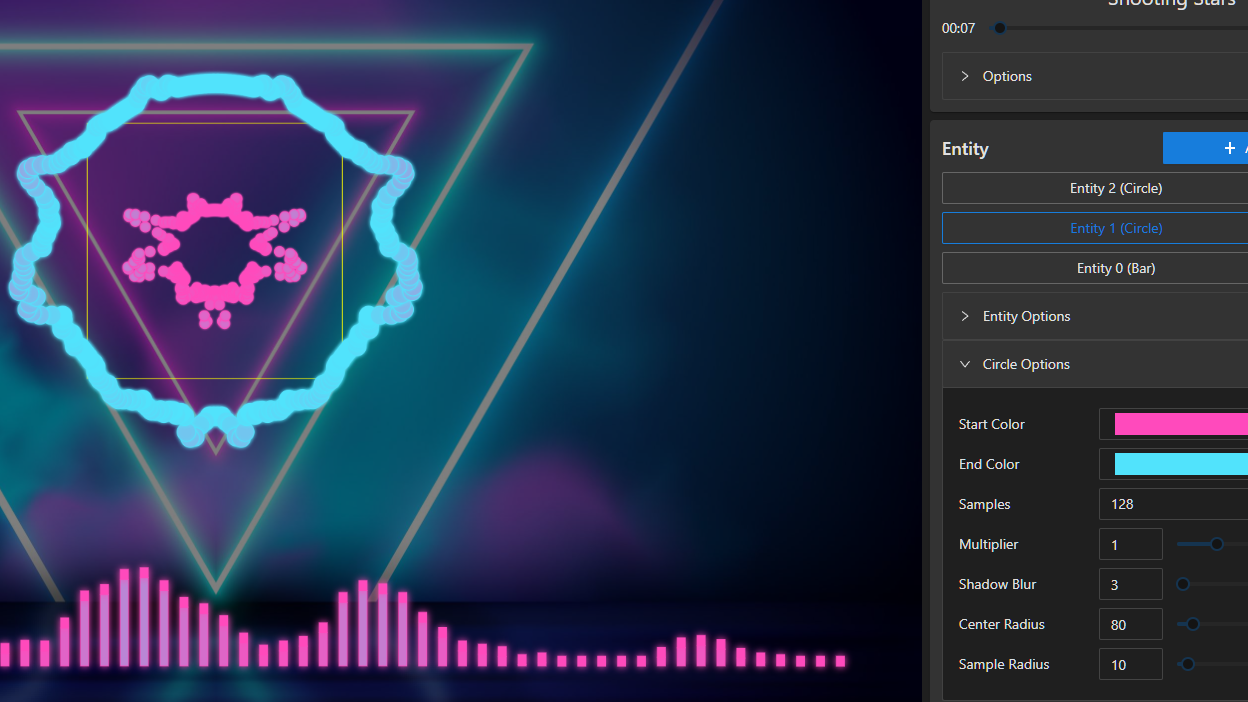 Shooting Stars
00:07
Options
Entity
Entity 2 (Circle)
Entity 1 (Circle)
Entity 0 (Bar)
Entity Options
Circle Options
Start Color
End Color
Samples 128
Multiplier 1
Shadow Blur 3
Center Radius 80
Sample Radius 10